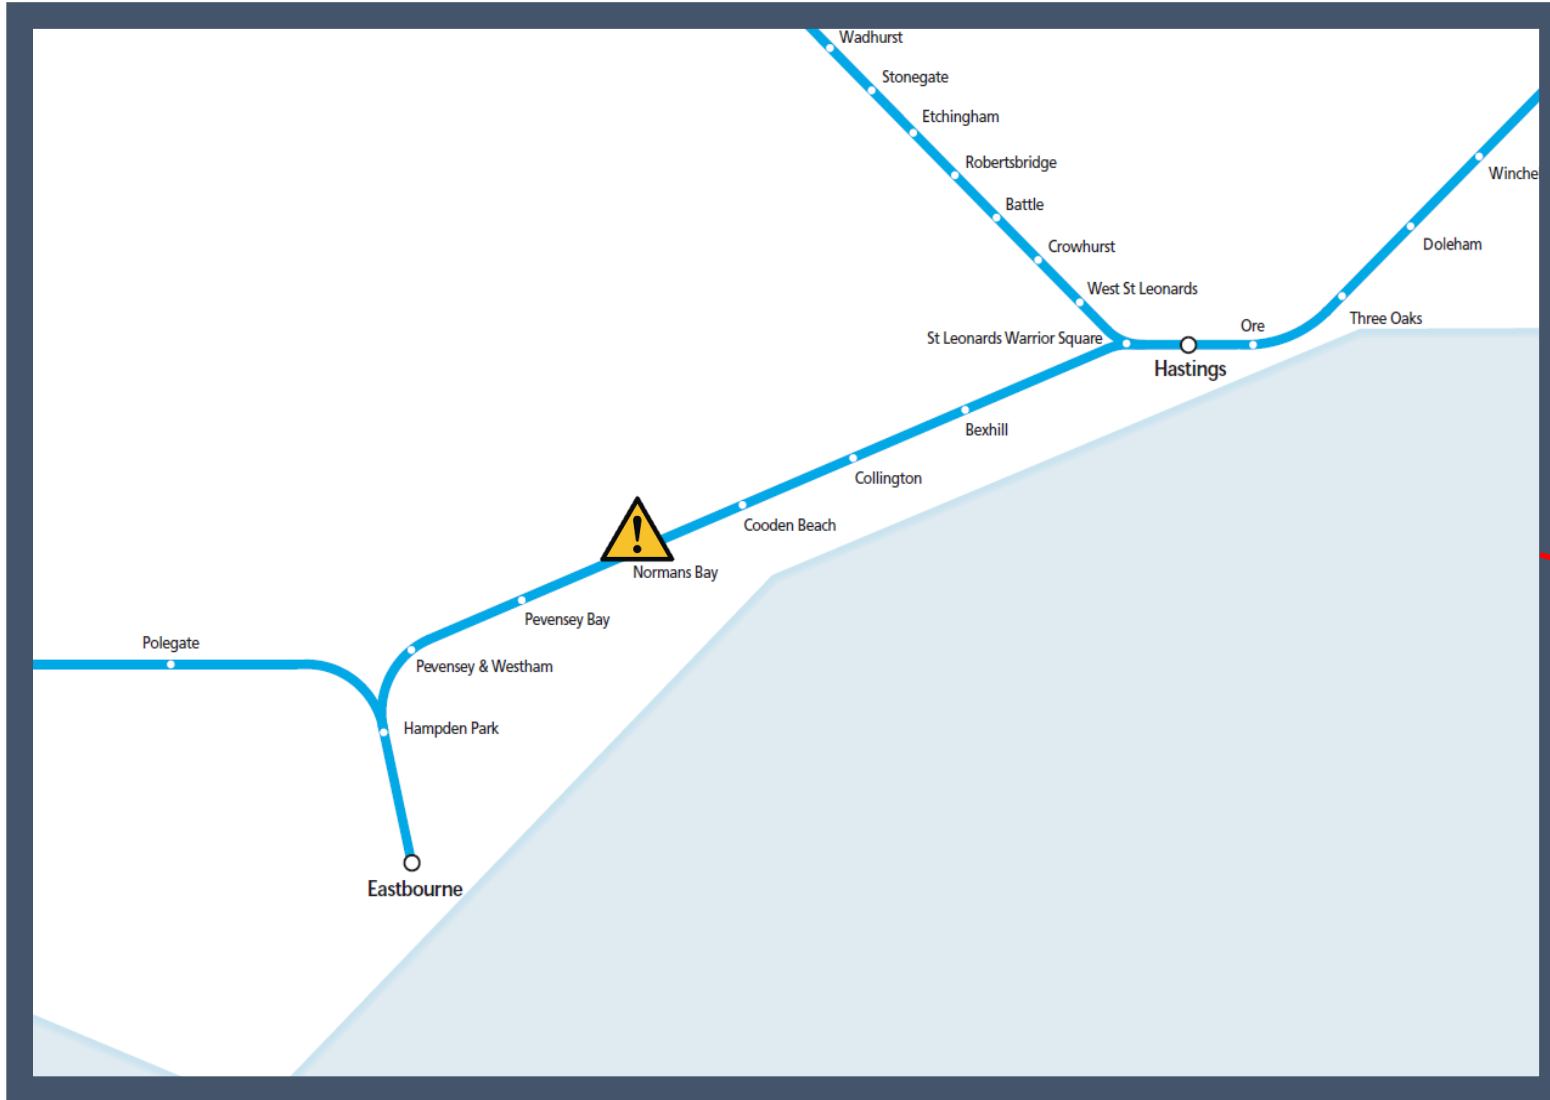 Wadhurst
Stonegate
Etchingham
Robertsbridge
Winche
Battle
Doleham
Crowhurst
West St Leonards
Three Oaks
Ore
St Leonards Warrior Square
Hastings
Bexhill
Collington
Cooden Beach
!
Normans Bay
Pevensey Bay
Polegate
Pevensey & Westham
Hampden Park
Eastbourne